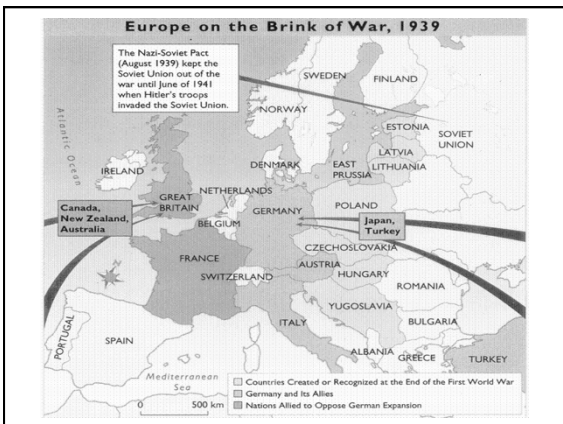 Europe on the Brink of War, 1939
The Nazi-Soviet Pact
(August 1939) kept the
Soviet Union out of the
war until June of 1941
when Hitler's troops
invaded the Soviet Union.
SWEDEN
FINLAND
NORWAY
Atlantic Ocean
ESTONIA
SOVIET
UNION
LATVIA
LITHUANIA
DENMARK
EAST
PRUSSIA
IRELAND
GREAT
BRITAIN
NETHERLANDS
GERMANY
POLAND
Canada,
New Zealand,
Australia
BELGIUM
Japan,
Turkey
CZECHOSLOVAKIA
FRANCE
AUSTRIA
HUNGARY
SWITZERLAND
ROMANIA
YUGOSLAVIA
ITALY
BULGARIA
PORTUGAL
SPAIN
ALBANIA
GREECE
TURKEY
Mediterranean
Sea
0
500 km
Countries Created or Recognized at the End of the First World War
Germany and Its Allies
Nations Allied to Oppose German Expansion